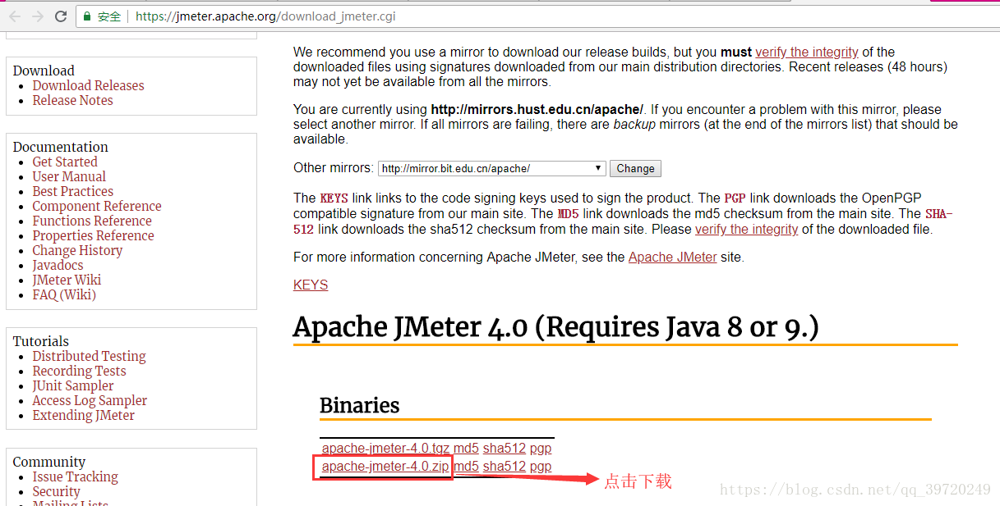 安全 https://jmeter.apache.org/download_jmeter.cgi
Download
Download Releases
Release Notes
Documentation
Get Started
User Manual
Best Practices
Component Reference
Functions Reference
Properties Reference
Change History
Javadocs
JMeter Wiki
FAQ (Wiki)
Tutorials
Distributed Testing
Recording Tests
JUnit Sampler
Access Log Sampler
Extending JMeter
Community
Issue Tracking
Security
Mailing Lists
We recommend you use a mirror to download our release builds, but you must verify the integrity of the
downloaded files using signatures downloaded from our main distribution directories. Recent releases (48 hours)
may not yet be available from all the mirrors.
You are currently using http://mirrors.hust.edu.cn/apache/. If you encounter a problem with this mirror, please
select another mirror. If all mirrors are failing, there are backup mirrors (at the end of the mirrors list) that should be
available.
Other mirrors: http://mirror.bit.edu.cn/apache/ Change
The KEYS link links to the code signing keys used to sign the product. The PGP link downloads the OpenPGP
compatible signature from our main site. The MD5 link downloads the md5 checksum from the main site. The SHA-
512 link downloads the sha512 checksum from the main site. Please verify the integrity of the downloaded file.
For more information concerning Apache JMeter, see the Apache JMeter site.
KEYS
Apache JMeter 4.0 (Requires Java 8 or 9.)
Binaries
apache-jmeter-4.0.tgz md5 sha512 pgp
apache-jmeter-4.0.zip md5 sha512 pgp
点击下载
https://blog.csdn.net/qq_39720249